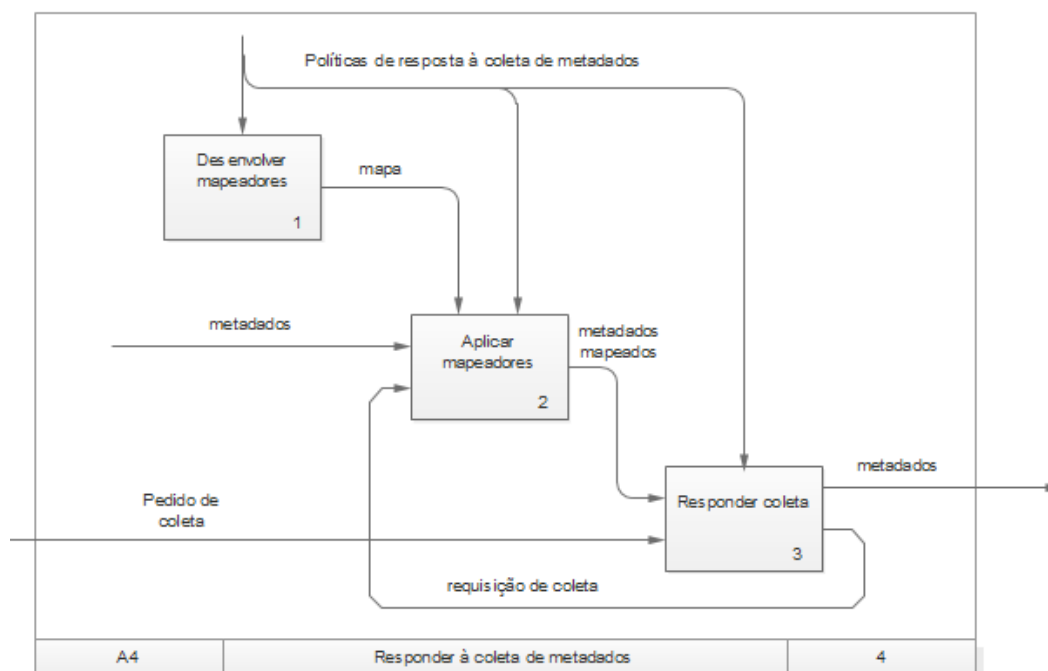 Políticas de resposta à coleta de metadados
Desenvolver
mapeadores
1
mapa
metadados
Aplicar
mapeadores
2
metadados
mapeados
Pedido de
coleta
Responder coleta
3
metadados
requisição de coleta
A4
Responder à coleta de metadados
4